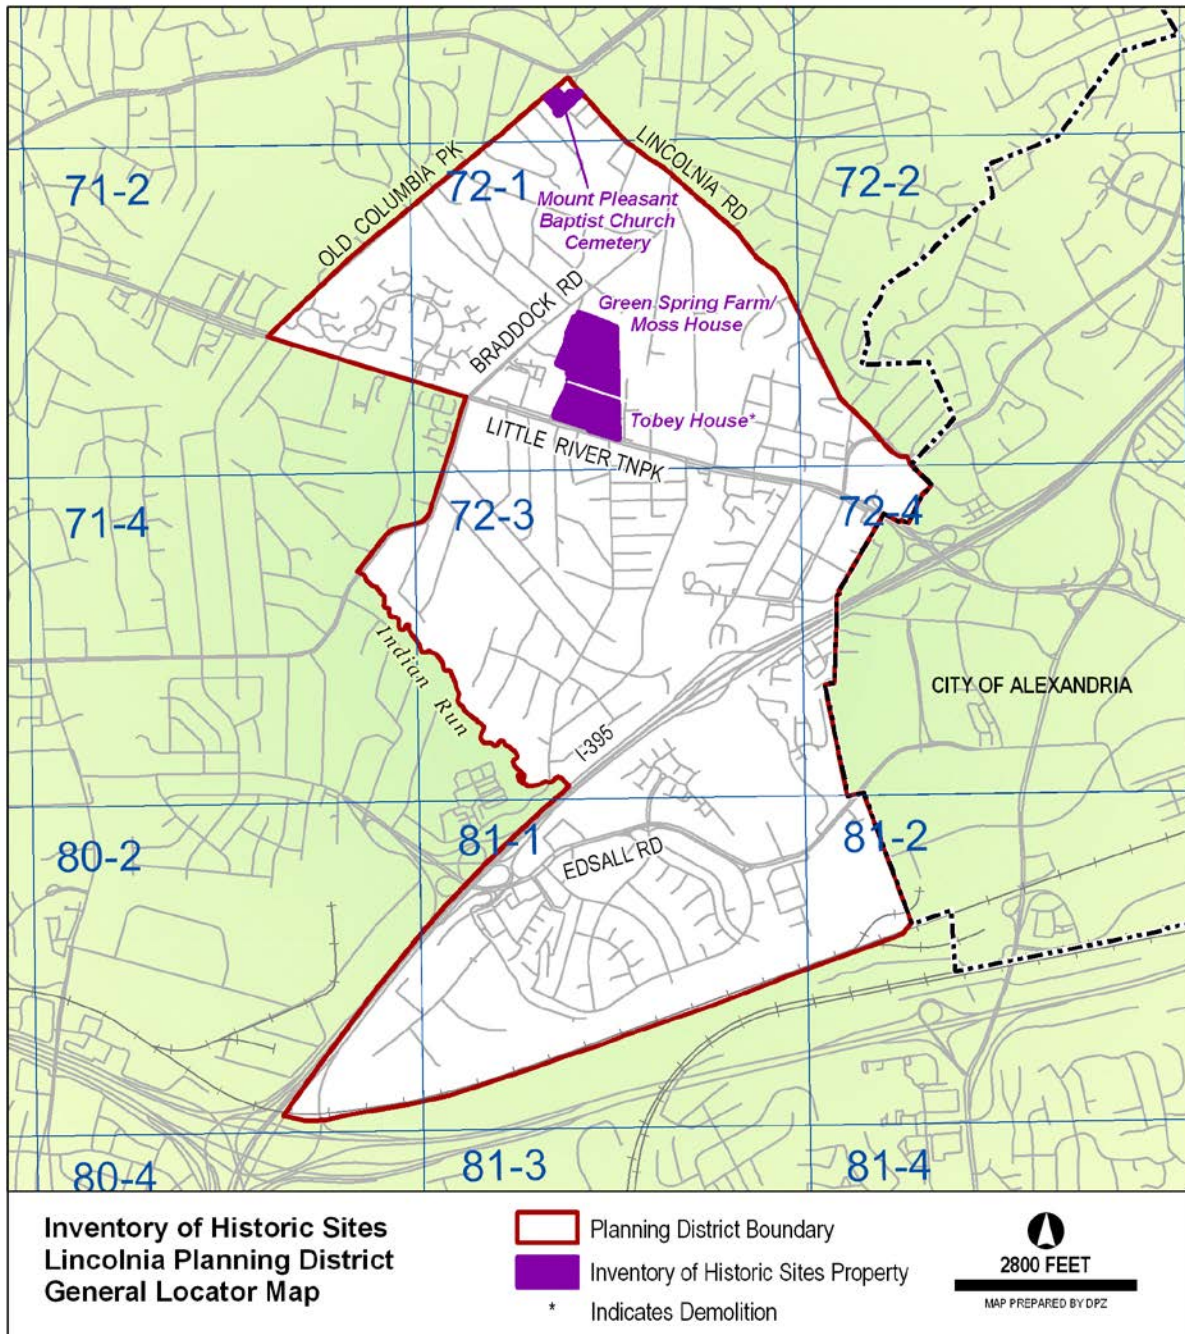 OLD COLUMBIA PK
LINCOLNIA RD
71-2
72-1
72-2
Mount Pleasant
Baptist Church
Cemetery
BRADDOCK RD
Green Spring Farm/
Moss House
Tobey House*
LITTLE RIVER TNPK
71-4
72-3
72-4
Indian Run
CITY OF ALEXANDRIA
I-395
80-2
81-1
EDSALL RD
81-2
80-4
81-3
81-4
Inventory of Historic Sites
Lincolnia Planning District
General Locator Map
Planning District Boundary
Inventory of Historic Sites Property
* Indicates Demolition
2800 FEET
MAP PREPARED BY DPZ